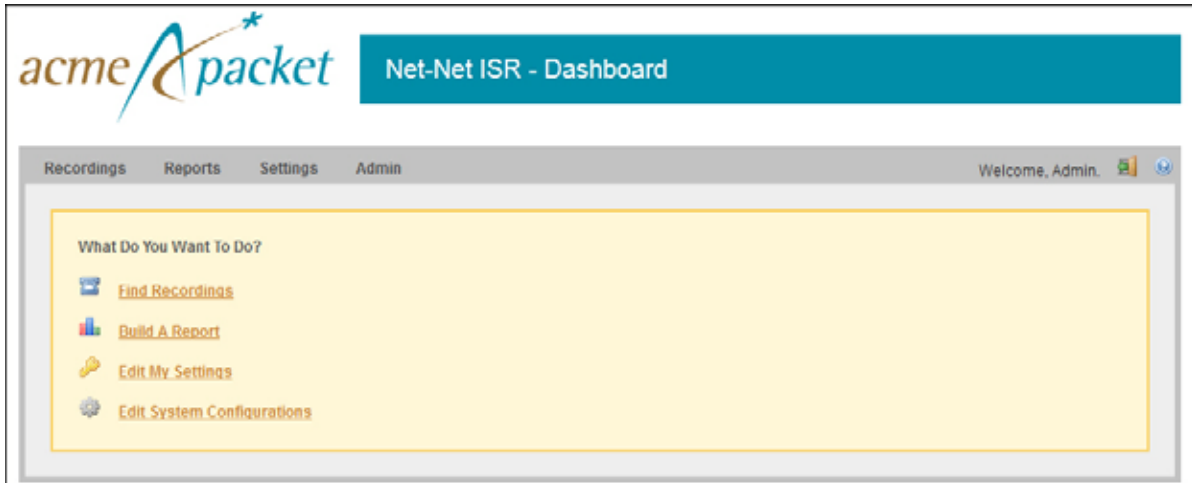 acme packet
Net-Net ISR - Dashboard
Recordings Reports Settings Admin Welcome, Admin.
What Do You Want To Do?
Find Recordings
Build A Report
Edit My Settings
Edit System Configurations